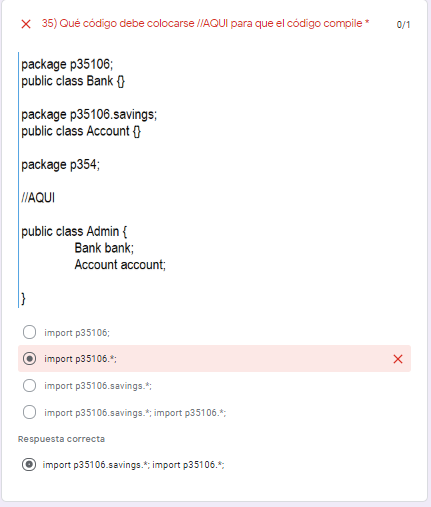 35) Qué código debe colocarse //AQUI para que el código compile *
0/1
package p35106;
public class Bank {}
package p35106.savings;
public class Account {}
package p354;
//AQUI
public class Admin {
Bank bank;
Account account;
}
import p35106;
import p35106.*;
import p35106.savings.*;
import p35106.savings.*; import p35106.*;
Respuesta correcta
import p35106.savings.*; import p35106.*;